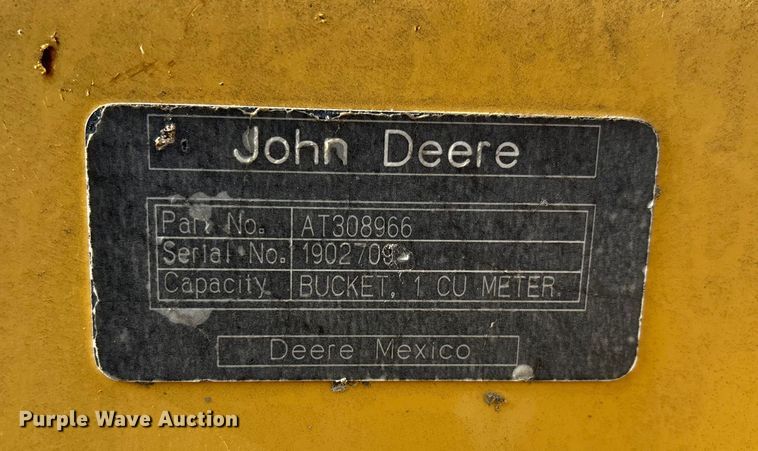 John Deere
Part No. AT308966
Serial No. 1902709
Capacity BUCKET, 1 CU METER.
Deere Mexico
Purple Wave Auction